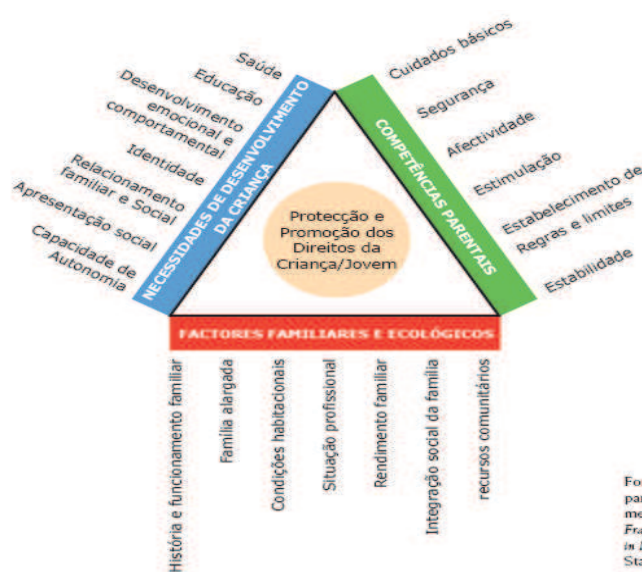 Saúde
Educação
Desenvolvimento
emocional e
comportamental
Identidade
Relacionamento
familiar e Social
Apresentação social
Capacidade de
Autonomia
NECESSIDADES DE DESENVOLVIMENTO
DA CRIANÇA
Cuidados básicos
Segurança
Afectividade
Estimulação
Estabelecimento de
Regras e limites
Estabilidade
COMPETÊNCIAS PARENTAIS
Protecção e
Promoção dos
Direitos da
Criança/Jovem
FACTORES FAMILIARES E ECOLÓGICOS
História e funcionamento familiar
Família alargada
Condições habitacionais
Situação profissional
Rendimento familiar
Integração social da família
recursos comunitários